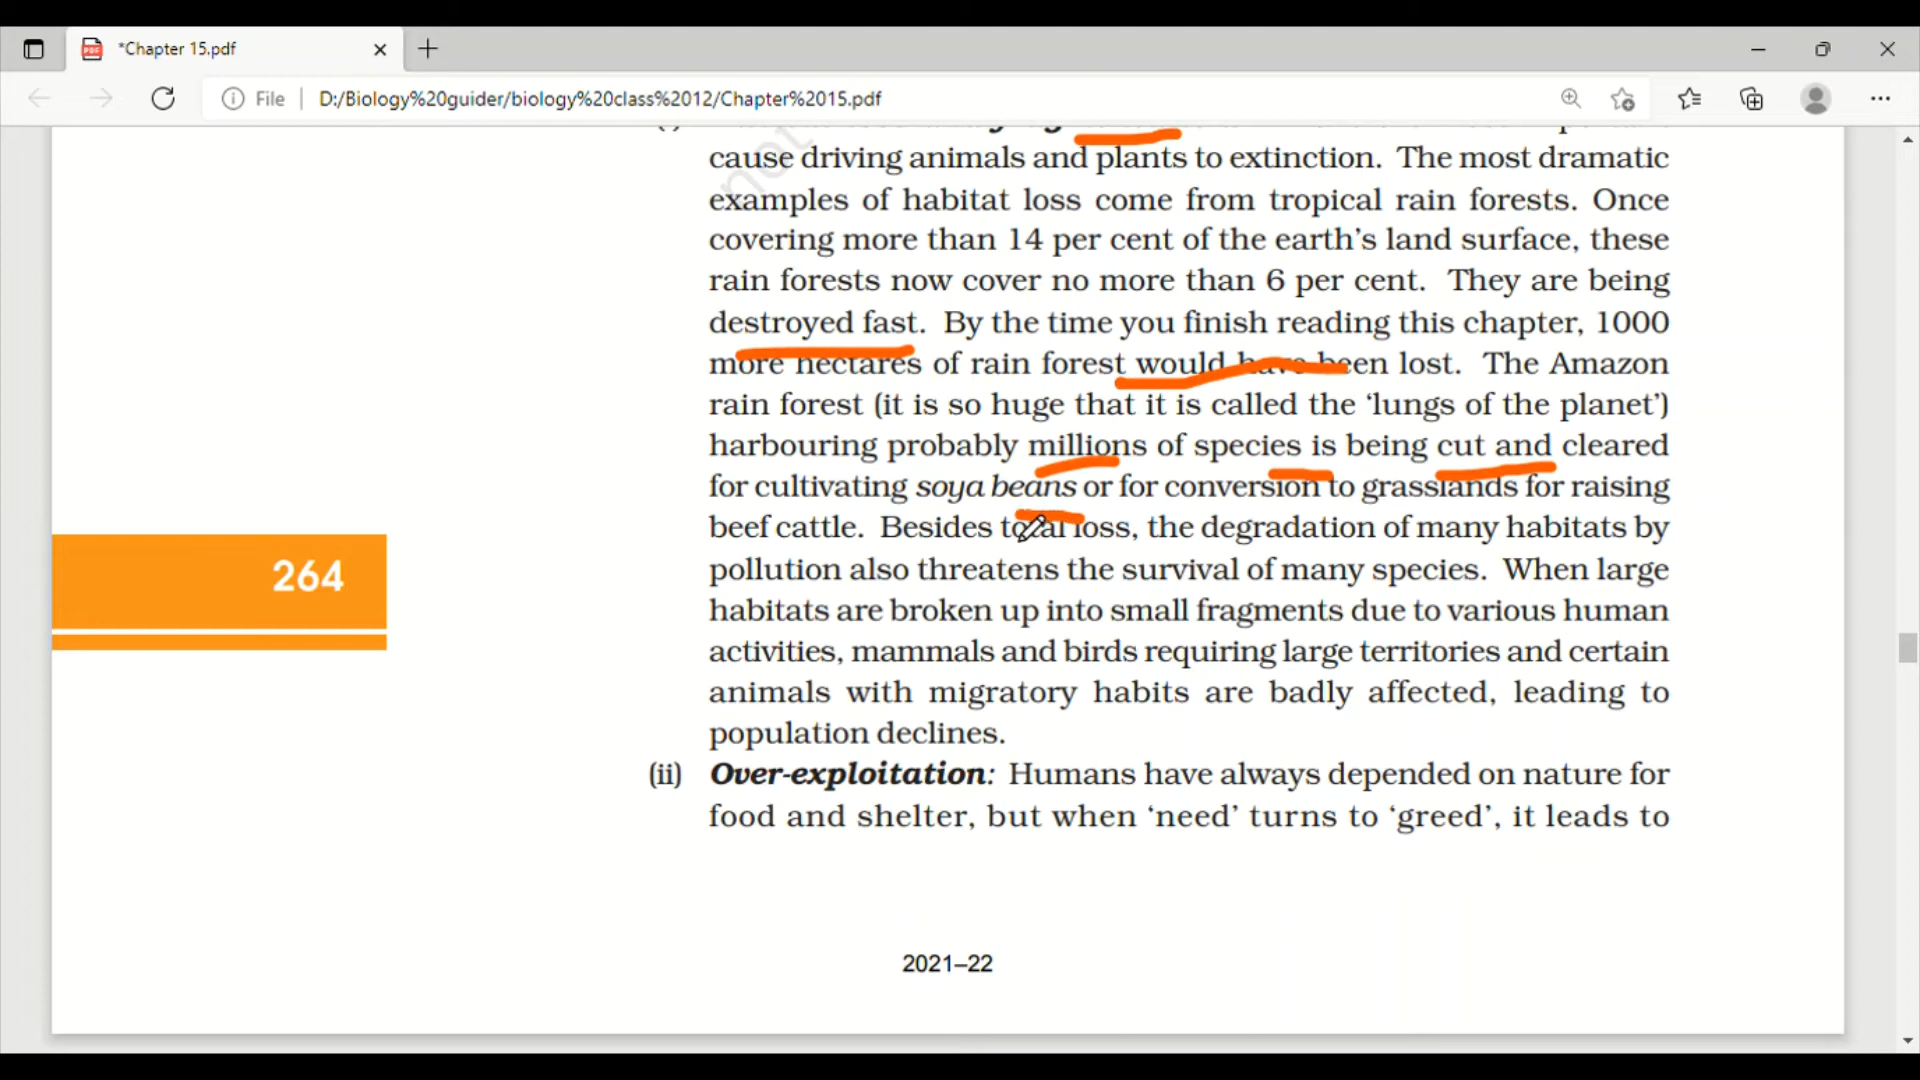 *Chapter 15.pdf
File
D:/Biology%20guider/biology%20class%2012/Chapter%2015.pdf
not
cause driving animals and plants to extinction. The most dramatic
examples of habitat loss come from tropical rain forests. Once
covering more than 14 per cent of the earth's land surface, these
rain forests now cover no more than 6 per cent. They are being
destroyed fast. By the time you finish reading this chapter, 1000
more hectares of rain forest would have been lost. The Amazon
rain forest (it is so huge that it is called the ‘lungs of the planet’)
harbouring probably millions of species is being cut and cleared
for cultivating soya beans or for conversion to grasslands for raising
beef cattle. Besides total loss, the degradation of many habitats by
pollution also threatens the survival of many species. When large
habitats are broken up into small fragments due to various human
activities, mammals and birds requiring large territories and certain
animals with migratory habits are badly affected, leading to
population declines.
(ii) Over-exploitation: Humans have always depended on nature for
food and shelter, but when ‘need’ turns to ‘greed’, it leads to
264
2021–22